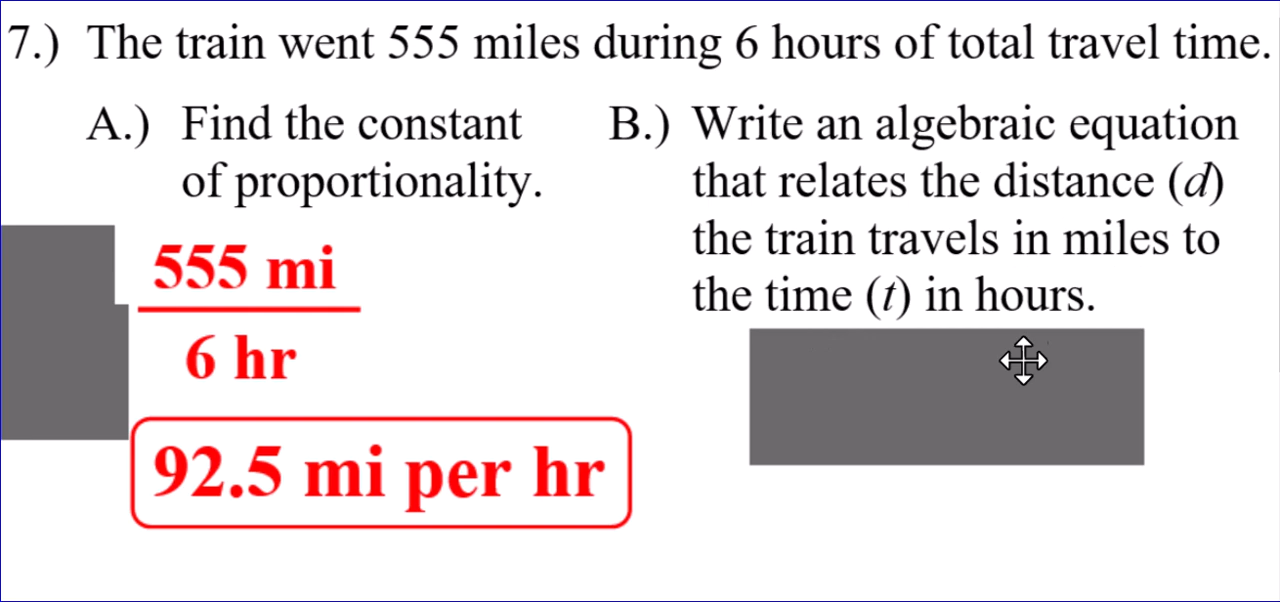 7.) The train went 555 miles during 6 hours of total travel time.
A.) Find the constant
of proportionality.
555 mi
6 hr
92.5 mi per hr
B.) Write an algebraic equation
that relates the distance (d)
the train travels in miles to
the time (t) in hours.